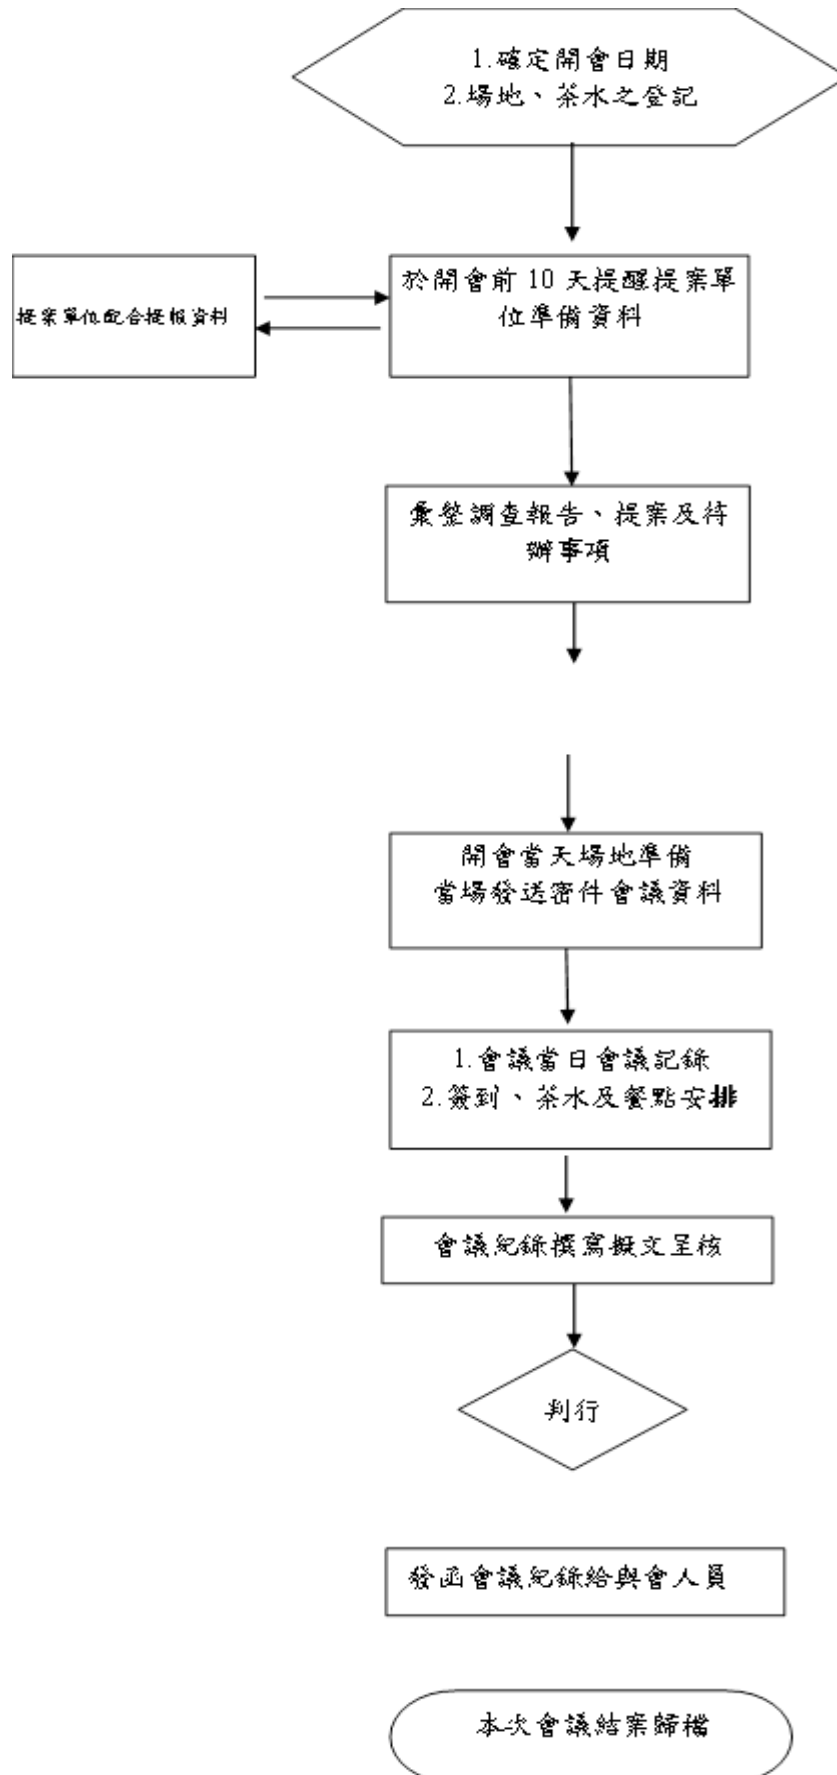 1.確定開會日期
2.場地、茶水之登記
於開會前 10 天提醒提案單
位準備資料
提案單位配合提報資料
彙整調查報告、提案及待
辦事項
開會當天場地準備
當場發送密件會議資料
1.會議當日會議記錄
2.簽到、茶水及餐點安排
會議紀錄撰寫擬文呈核
判行
發函會議紀錄給與會人員
本次會議結案歸檔